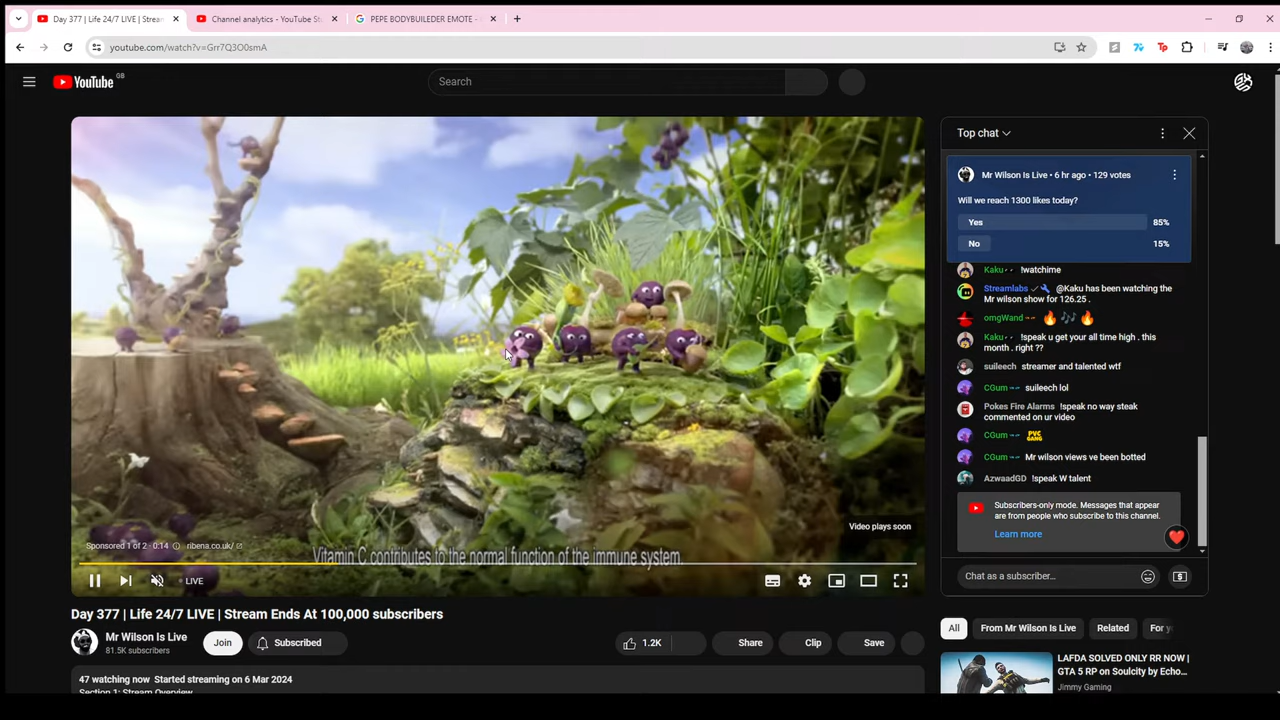 Day 377 | Life 24/7 LIVE | Strean
Channel analytics - YouTube St
PEPE BODYBUILEDER EMOTE -
youtube.com/watch?v=Grr7Q3O0smA
YouTube GB
Search
Top chat
Mr Wilson Is Live • 6 hr ago • 129 votes
Will we reach 1300 likes today?
Yes 85%
No 15%
Kaku !watchime
Streamlabs @Kaku has been watching the
Mr wilson show for 126.25 .
omgWand
Kaku !speak u get your all time high . this
month . right ??
suileech streamer and talented wtf
CGum suileech lol
Pokes Fire Alarms !speak no way steak
commented on ur video
CGum PVC GANG
CGum Mr wilson views ve been botted
AzwaadGD !speak W talent
Subscribers-only mode. Messages that appear
are from people who subscribe to this channel.
Learn more
Chat as a subscriber...
Video plays soon
Sponsored 1 of 2 • 0:14 ribena.co.uk/
Vitamin C contributes to the normal function of the immune system.
LIVE
Day 377 | Life 24/7 LIVE | Stream Ends At 100,000 subscribers
Mr Wilson Is Live
81.5K subscribers
Join
Subscribed
1.2K
Share
Clip
Save
47 watching now Started streaming on 6 Mar 2024
Section 1: Stream Overview
All
From Mr Wilson Is Live
Related
For y
LAFDA SOLVED ONLY RR NOW |
GTA 5 RP on Soulcity by Echo...
Jimmy Gaming